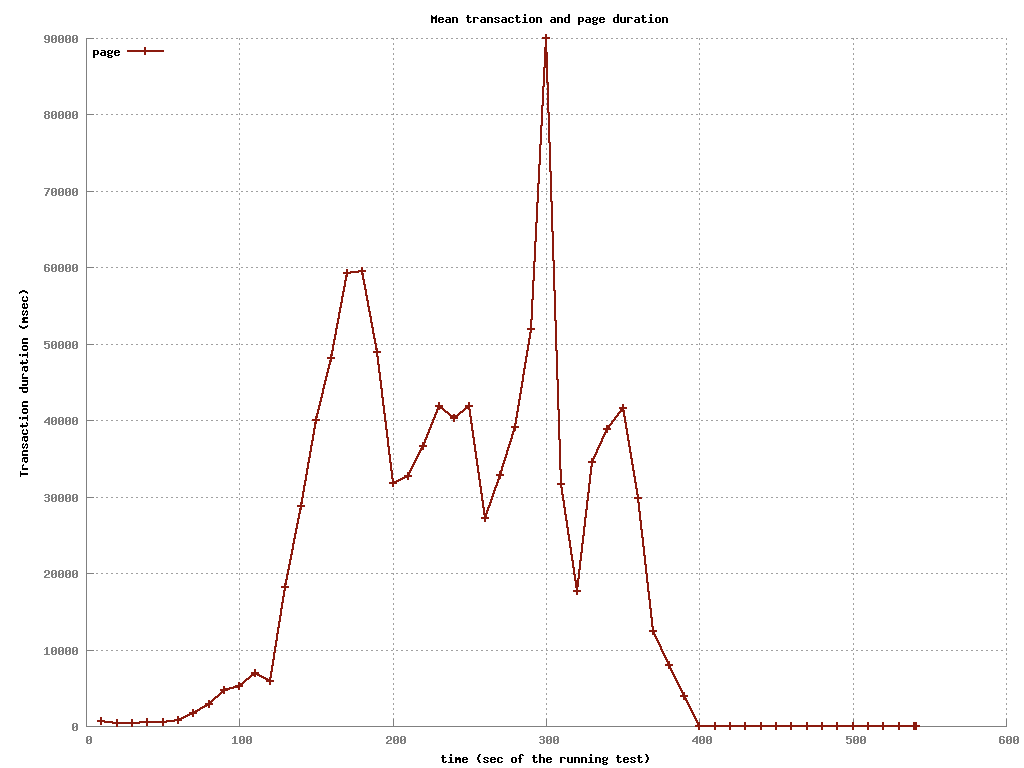 Mean transaction and page duration
page
90000
80000
70000
60000
50000
40000
30000
20000
10000
0
Transaction duration (msec)
0 100 200 300 400 500 600
time (sec of the running test)